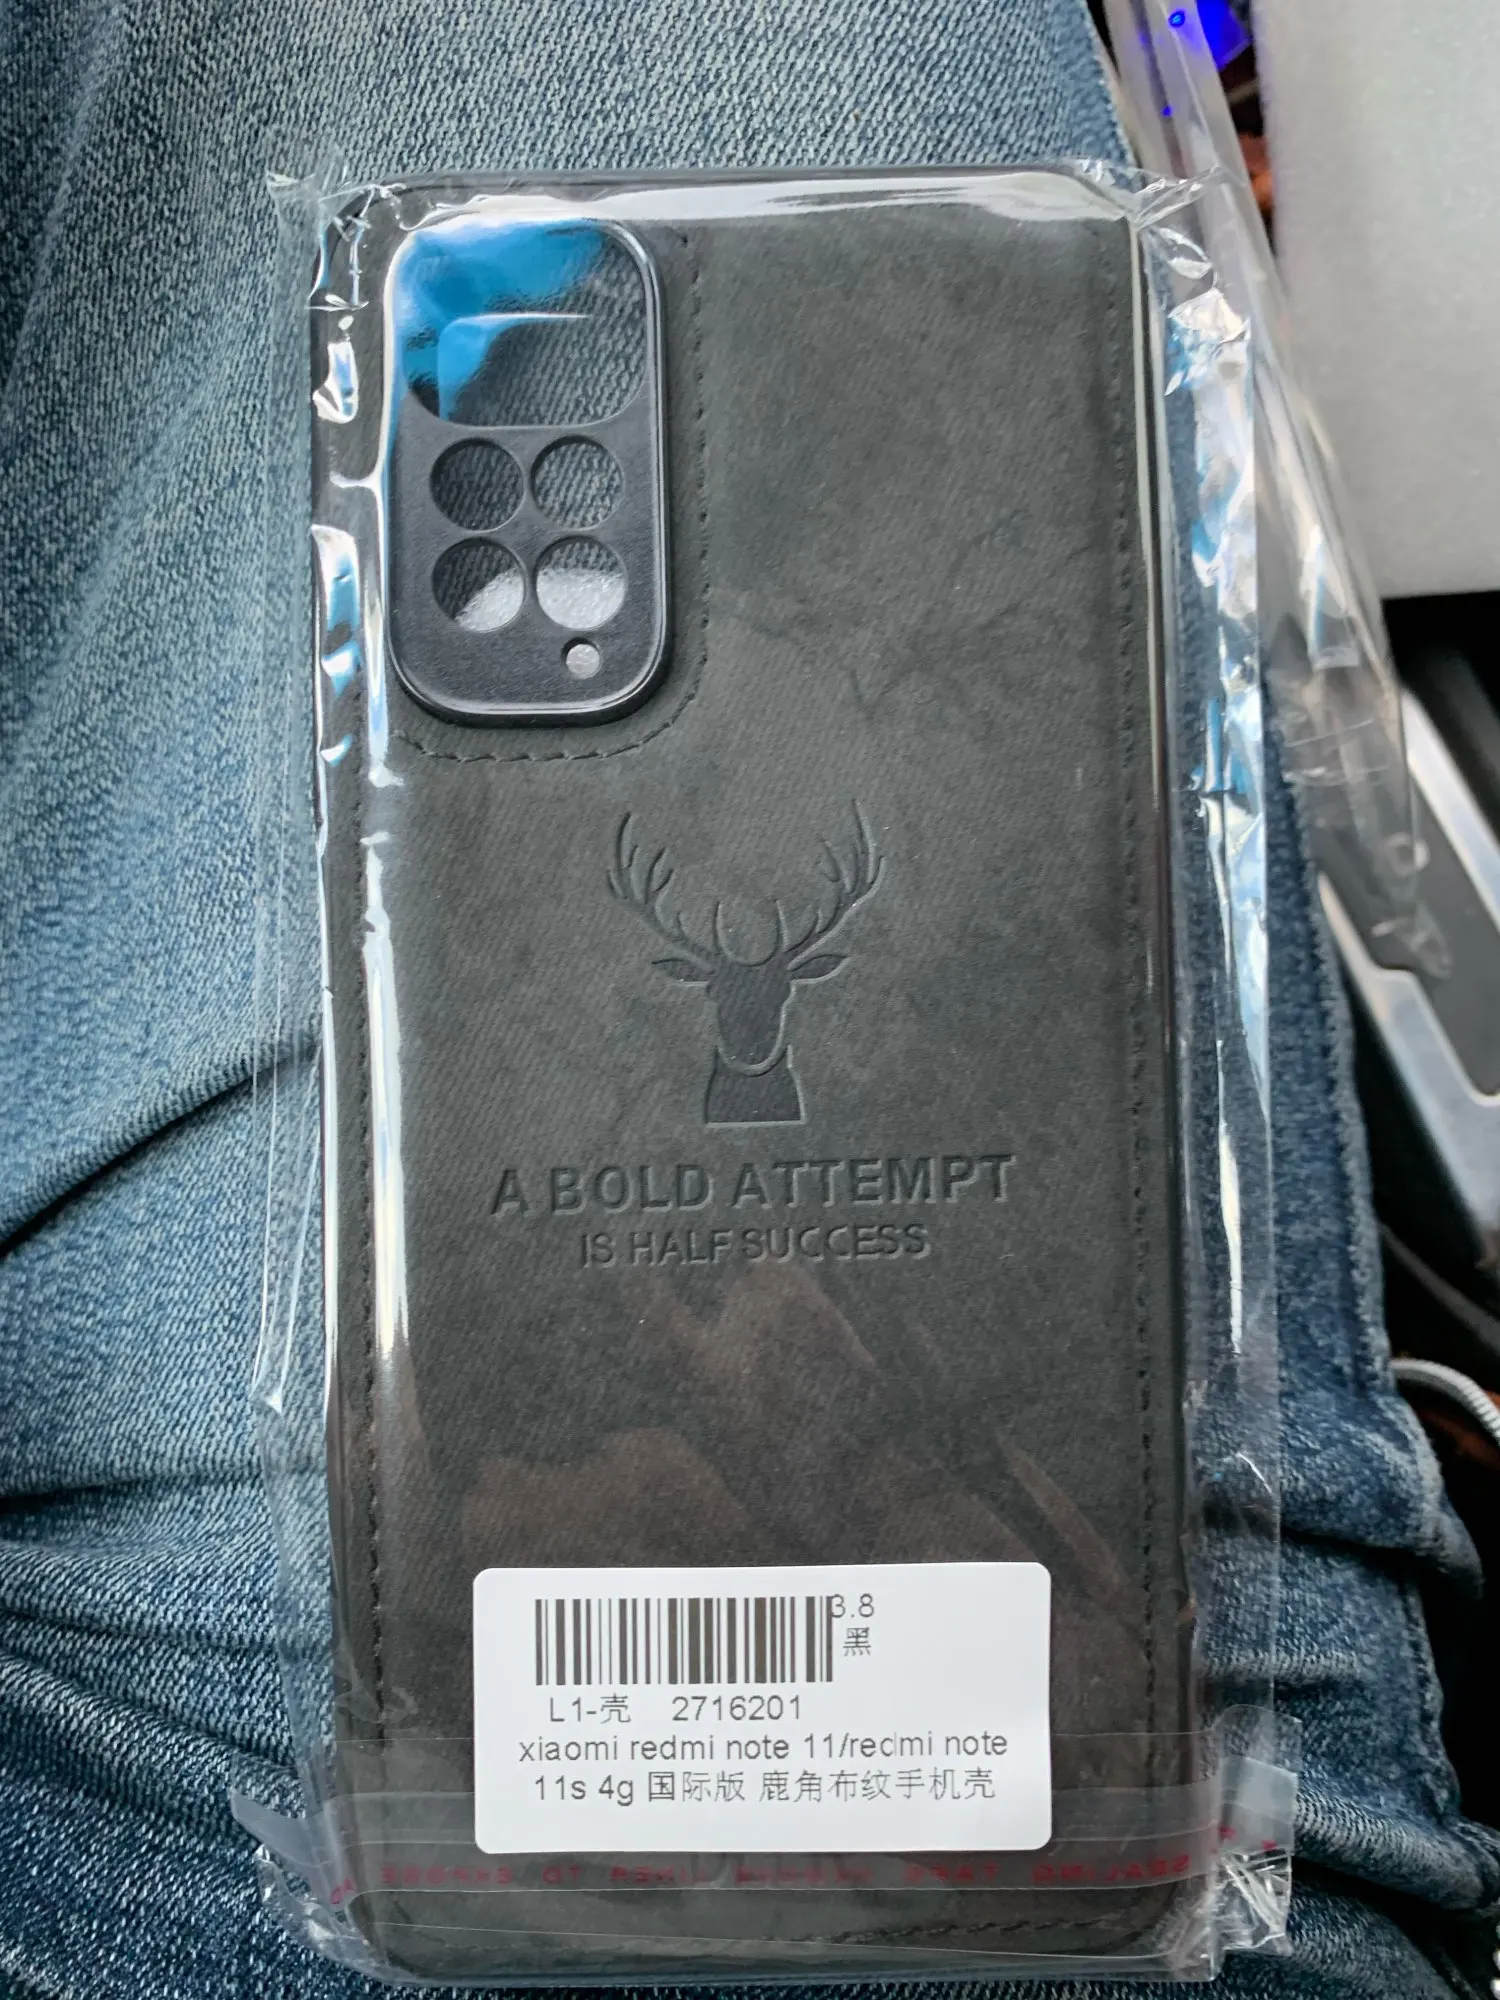 A BOLD ATTEMPT
IS HALF SUCCESS
3.8
黑
L1-壳 2716201
xiaomi redmi note 11/redmi note
11s 4g 国际版 鹿角布纹手机壳